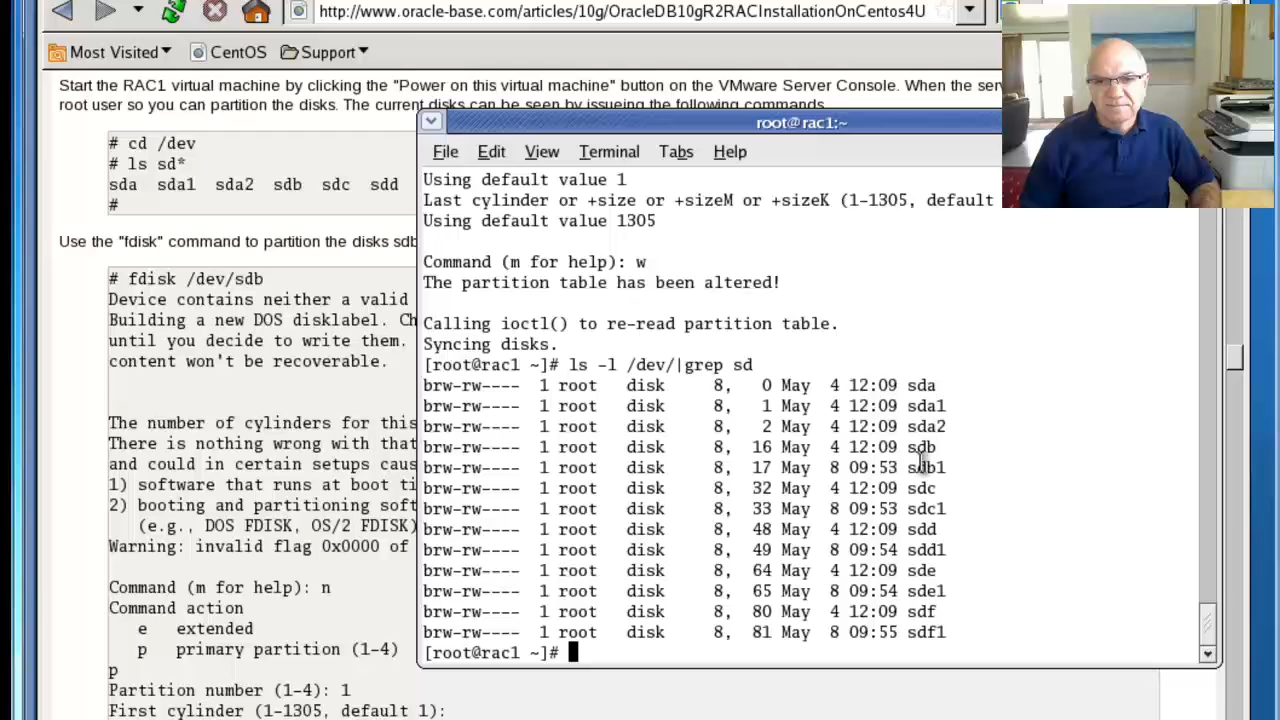 http://www.oracle-base.com/articles/10g/OracleDB10gR2RACInstallationOnCentos4U
Most Visited
CentOS
Support
Start the RAC1 virtual machine by clicking the "Power on this virtual machine" button on the VMware Server Console. When the
root user so you can partition the disks. The current disks can be seen by issueing the following commands.
# cd /dev
# ls sd*
sda sda1 sda2 sdb sdc sdd
#
Use the "fdisk" command to partition the disks sdb
# fdisk /dev/sdb
Device contains neither a valid
Building a new DOS disklabel.
until you decide to write them.
content won't be recoverable.
The number of cylinders for this
There is nothing wrong with that
and could in certain setups
1) software that runs at boot
2) booting and partitioning
(e.g., DOS FDISK, OS/2 FDISK)
Warning: invalid flag 0x0000 of
Command (m for help): n
Command action
e extended
p primary partition (1-4)
p
Partition number (1-4): 1
First cylinder (1-1305, default 1):
root@rac1:~
File Edit View Terminal Tabs Help
Using default value 1
Last cylinder or +size or +sizeM or +sizeK (1-1305, default
Using default value 1305
Command (m for help): w
The partition table has been altered!
Calling ioctl() to re-read partition table.
Syncing disks.
[root@rac1 ~]# ls -l /dev/|grep sd
brw-rw---- 1 root disk 8, 0 May 4 12:09 sda
brw-rw---- 1 root disk 8, 1 May 4 12:09 sda1
brw-rw---- 1 root disk 8, 2 May 4 12:09 sda2
brw-rw---- 1 root disk 8, 16 May 4 12:09 sdb
brw-rw---- 1 root disk 8, 17 May 8 09:53 sdb1
brw-rw---- 1 root disk 8, 32 May 4 12:09 sdc
brw-rw---- 1 root disk 8, 33 May 8 09:53 sdc1
brw-rw---- 1 root disk 8, 48 May 4 12:09 sdd
brw-rw---- 1 root disk 8, 49 May 8 09:54 sdd1
brw-rw---- 1 root disk 8, 64 May 4 12:09 sde
brw-rw---- 1 root disk 8, 65 May 8 09:54 sde1
brw-rw---- 1 root disk 8, 80 May 4 12:09 sdf
brw-rw---- 1 root disk 8, 81 May 8 09:55 sdf1
[root@rac1 ~]#